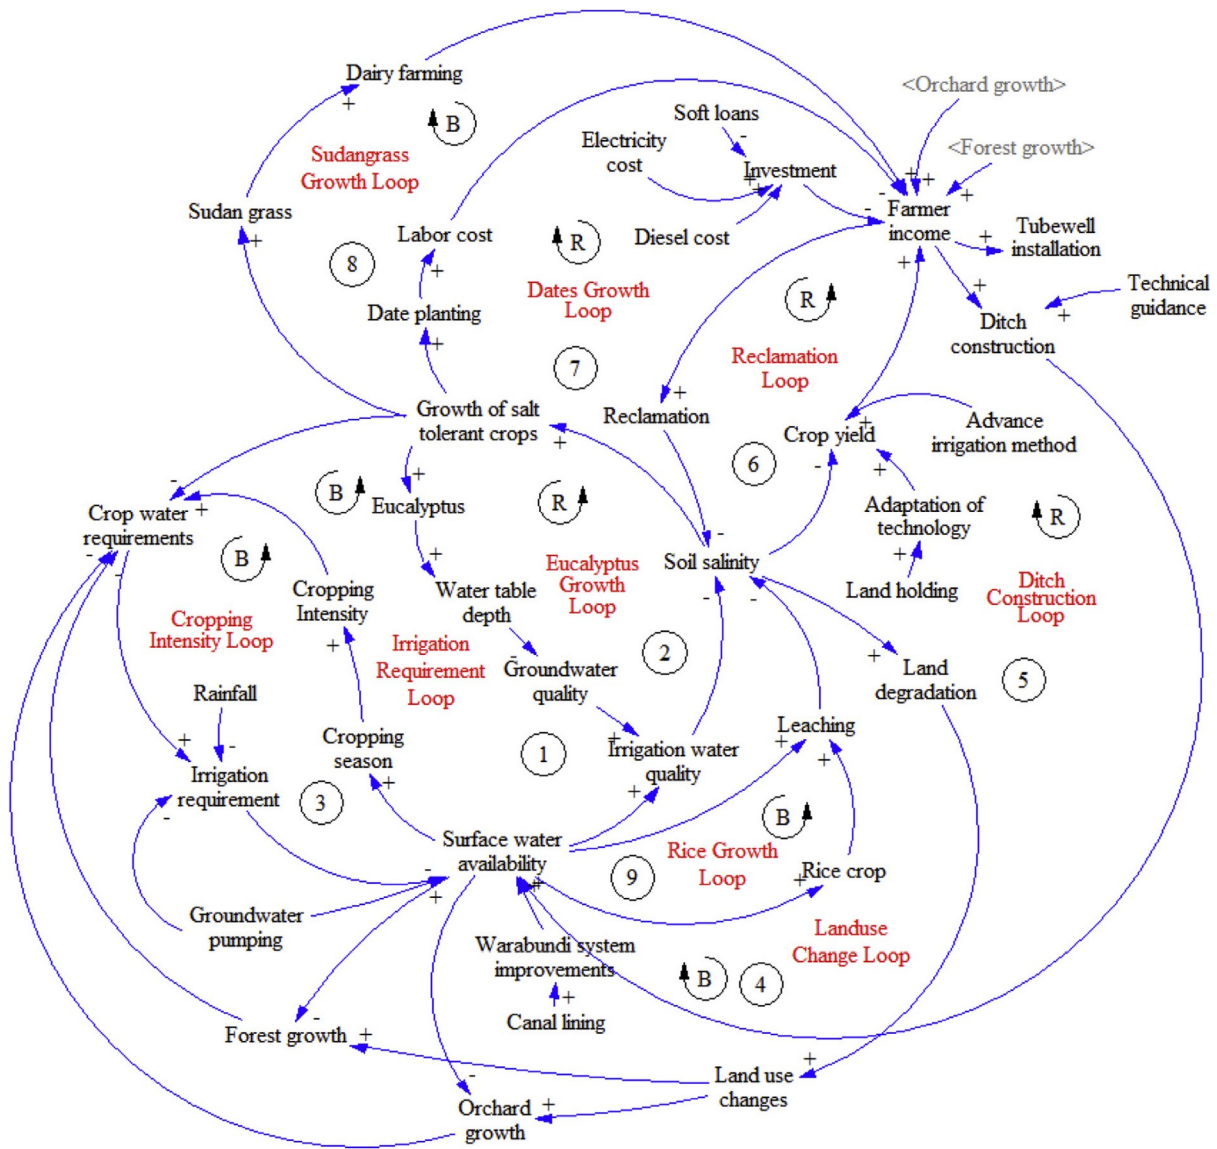 Dairy farming
+
B
Sudangrass
Growth Loop
Soft loans
-
Electricity
cost
Investment
+
+
Diesel cost
<Orchard growth>
<Forest growth>
+
+
+
-
-
Farmer
income
+
+
Tubewell
installation
+
Technical
guidance
+
Ditch
construction
Sudan grass
+
Labor cost
+
8
R
Dates Growth
Loop
R
Date planting
+
7
Reclamation
Loop
Growth of salt
tolerant crops
+
+
Reclamation
Crop yield
+
Advance
irrigation method
-
+
6
-
Crop water
requirements
+
-
-
B
+
Eucalyptus
R
Adaptation of
technology
R
B
+
Cropping
Intensity
+
Water table
depth
Eucalyptus
Growth
Loop
-
Soil salinity
-
-
+
Land holding
Ditch
Construction
Loop
Cropping
Intensity Loop
Irrigation
Requirement
Loop
-
Groundwater
quality
2
+
Land
degradation
5
Rainfall
-
+
Irrigation
requirement
-
3
Cropping
season
+
1
+
Irrigation water
quality
+
Leaching
+
+
Surface water
availability
-
+
+
B
9
Rice Growth
Loop
+
Rice crop
Groundwater
pumping
Warabundi system
improvements
+
Canal lining
Landuse
Change Loop
B
4
Forest growth
-
+
+
Land use
changes
-
Orchard
growth
+